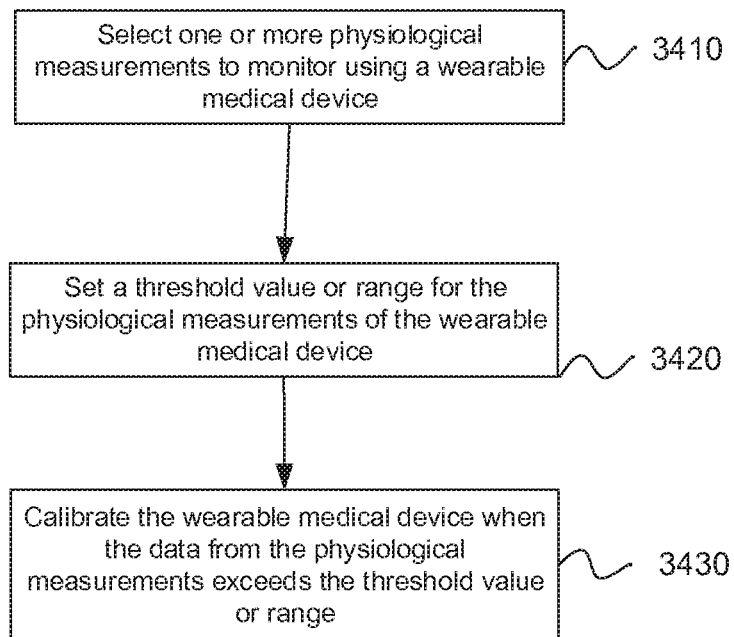 Select one or more physiological
measurements to monitor using a wearable
medical device
3410
Set a threshold value or range for the
physiological measurements of the wearable
medical device
3420
Calibrate the wearable medical device when
the data from the physiological
measurements exceeds the threshold value
or range
3430